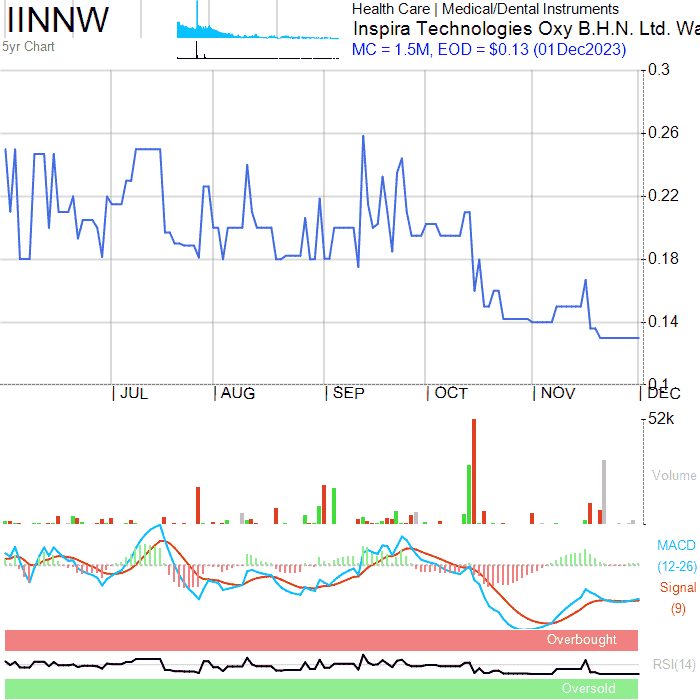 IINNW
5yr Chart
Health Care | Medical/Dental Instruments
Inspira Technologies Oxy B.H.N. Ltd. Wa
MC = 1.5M, EOD = $0.13 (01Dec2023)
0.3
0.26
0.22
0.18
0.14
0.1
JUL AUG SEP OCT NOV DEC
52k
Volume
MACD
(12-26)
Signal
(9)
Overbought
RSI(14)
Oversold